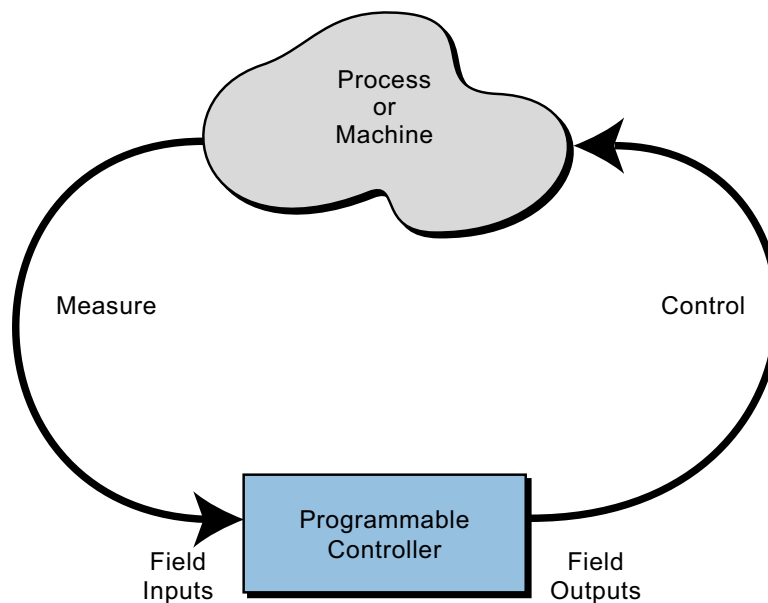 Process
or
Machine
Measure
Control
Programmable
Controller
Field
Inputs
Field
Outputs